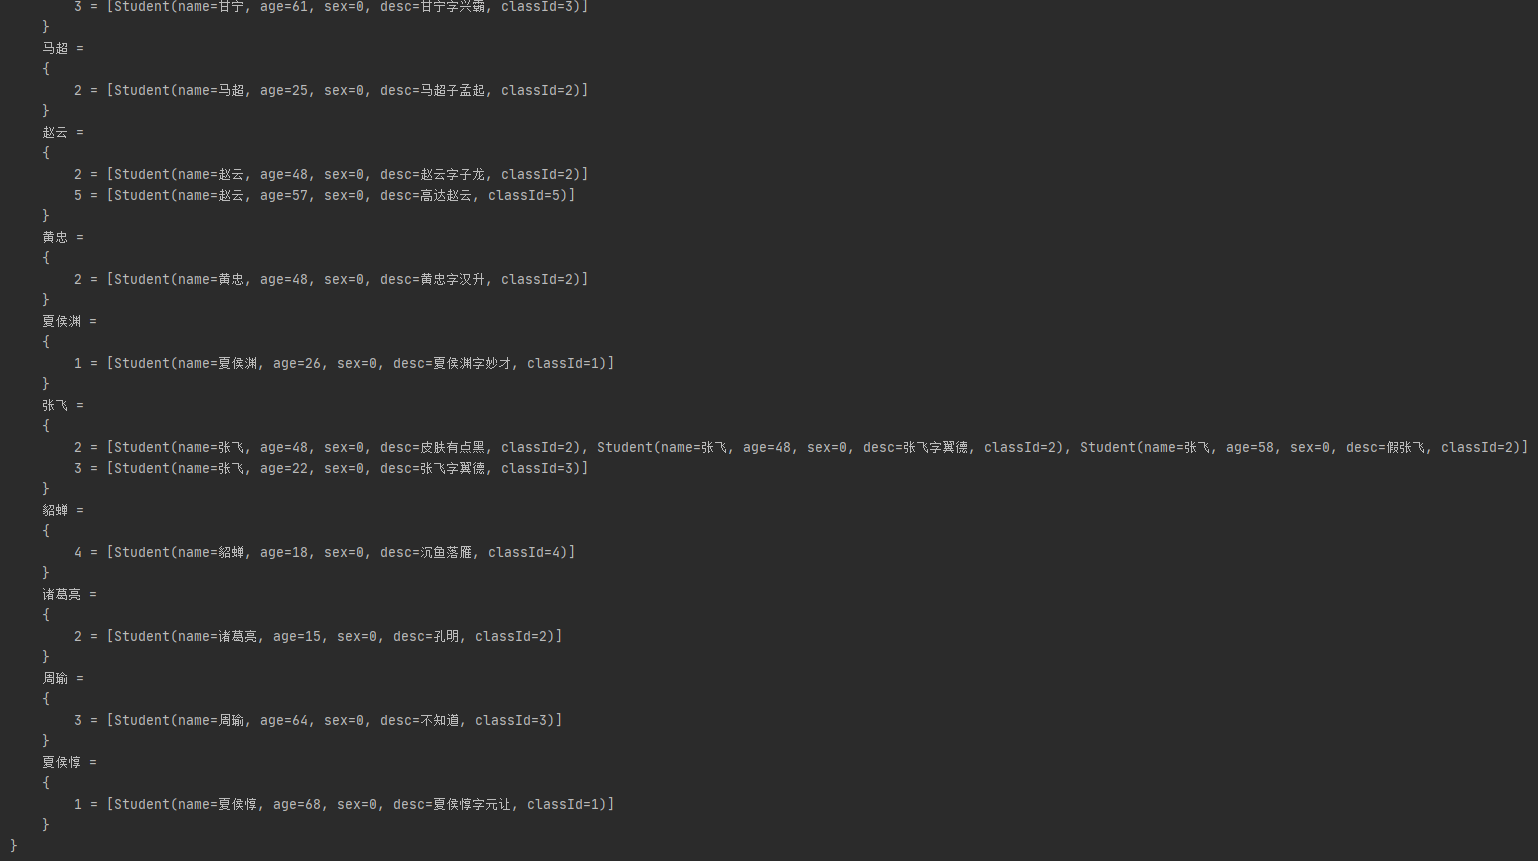 3 = [Student(name=甘宁, age=61, sex=0, desc=甘宁字兴霸, classId=3)]
}
马超 =
{
2 = [Student(name=马超, age=25, sex=0, desc=马超子孟起, classId=2)]
}
赵云 =
{
2 = [Student(name=赵云, age=48, sex=0, desc=赵云字子龙, classId=2)]
5 = [Student(name=赵云, age=57, sex=0, desc=高达赵云, classId=5)]
}
黄忠 =
{
2 = [Student(name=黄忠, age=48, sex=0, desc=黄忠字汉升, classId=2)]
}
夏侯渊 =
{
1 = [Student(name=夏侯渊, age=26, sex=0, desc=夏侯渊字妙才, classId=1)]
}
张飞 =
{
2 = [Student(name=张飞, age=48, sex=0, desc=皮肤有点黑, classId=2), Student(name=张飞, age=48, sex=0, desc=张飞字翼德, classId=2), Student(name=张飞, age=58, sex=0, desc=假张飞, classId=2)]
3 = [Student(name=张飞, age=22, sex=0, desc=张飞字翼德, classId=3)]
}
貂蝉 =
{
4 = [Student(name=貂蝉, age=18, sex=0, desc=沉鱼落雁, classId=4)]
}
诸葛亮 =
{
2 = [Student(name=诸葛亮, age=15, sex=0, desc=孔明, classId=2)]
}
周瑜 =
{
3 = [Student(name=周瑜, age=64, sex=0, desc=不知道, classId=3)]
}
夏侯惇 =
{
1 = [Student(name=夏侯惇, age=68, sex=0, desc=夏侯惇字元让, classId=1)]
}
}